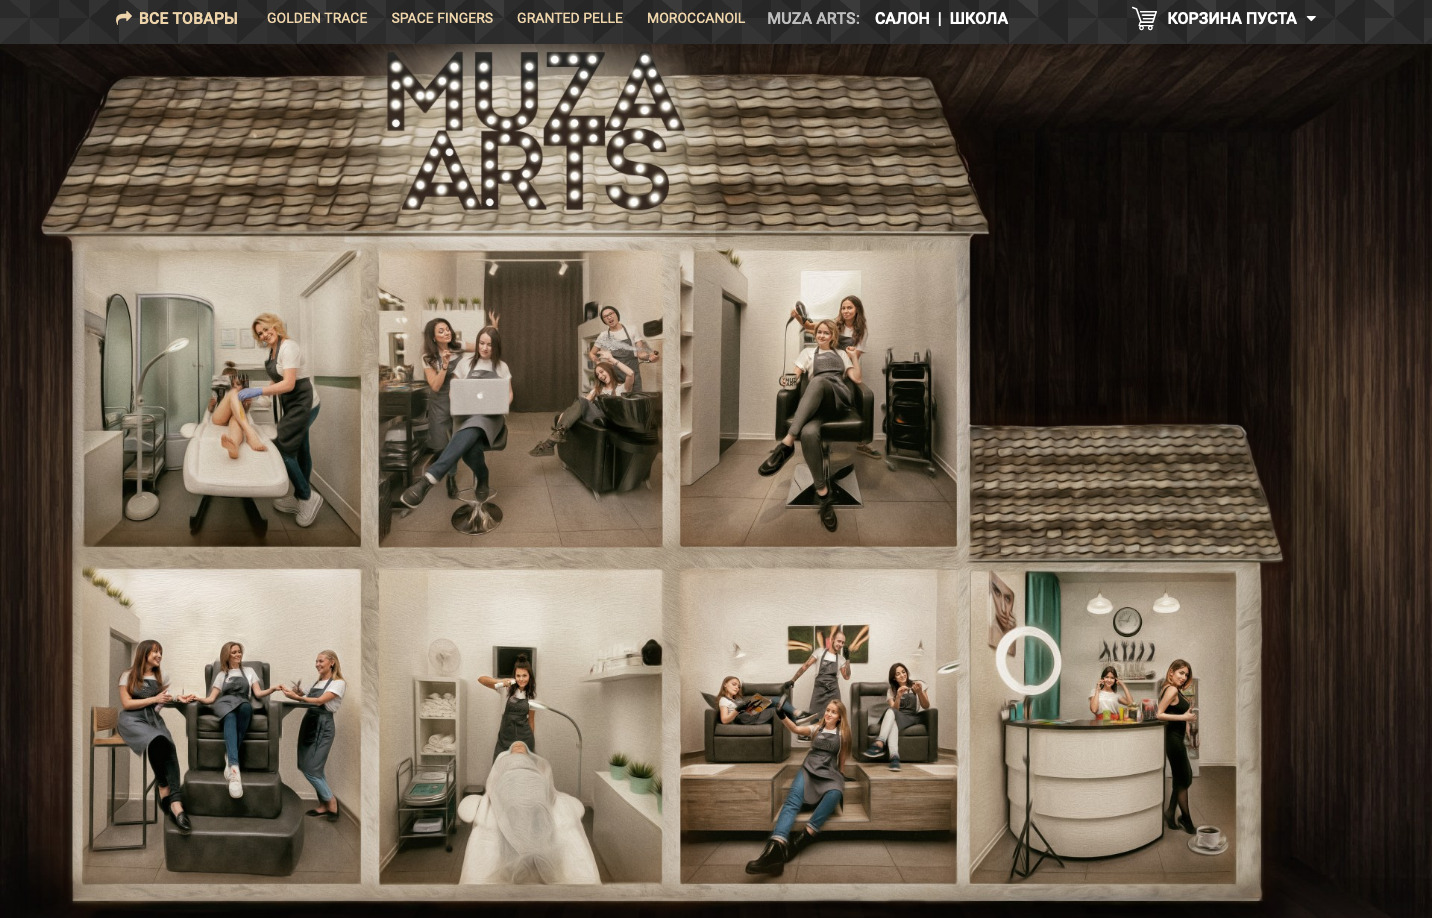 ВСЕ ТОВАРЫ GOLDEN TRACE SPACE FINGERS GRANTED PELLE MOROCCANOIL MUZA ARTS: САЛОН | ШКОЛА КОРЗИНА ПУСТА
MUZA
ARTS